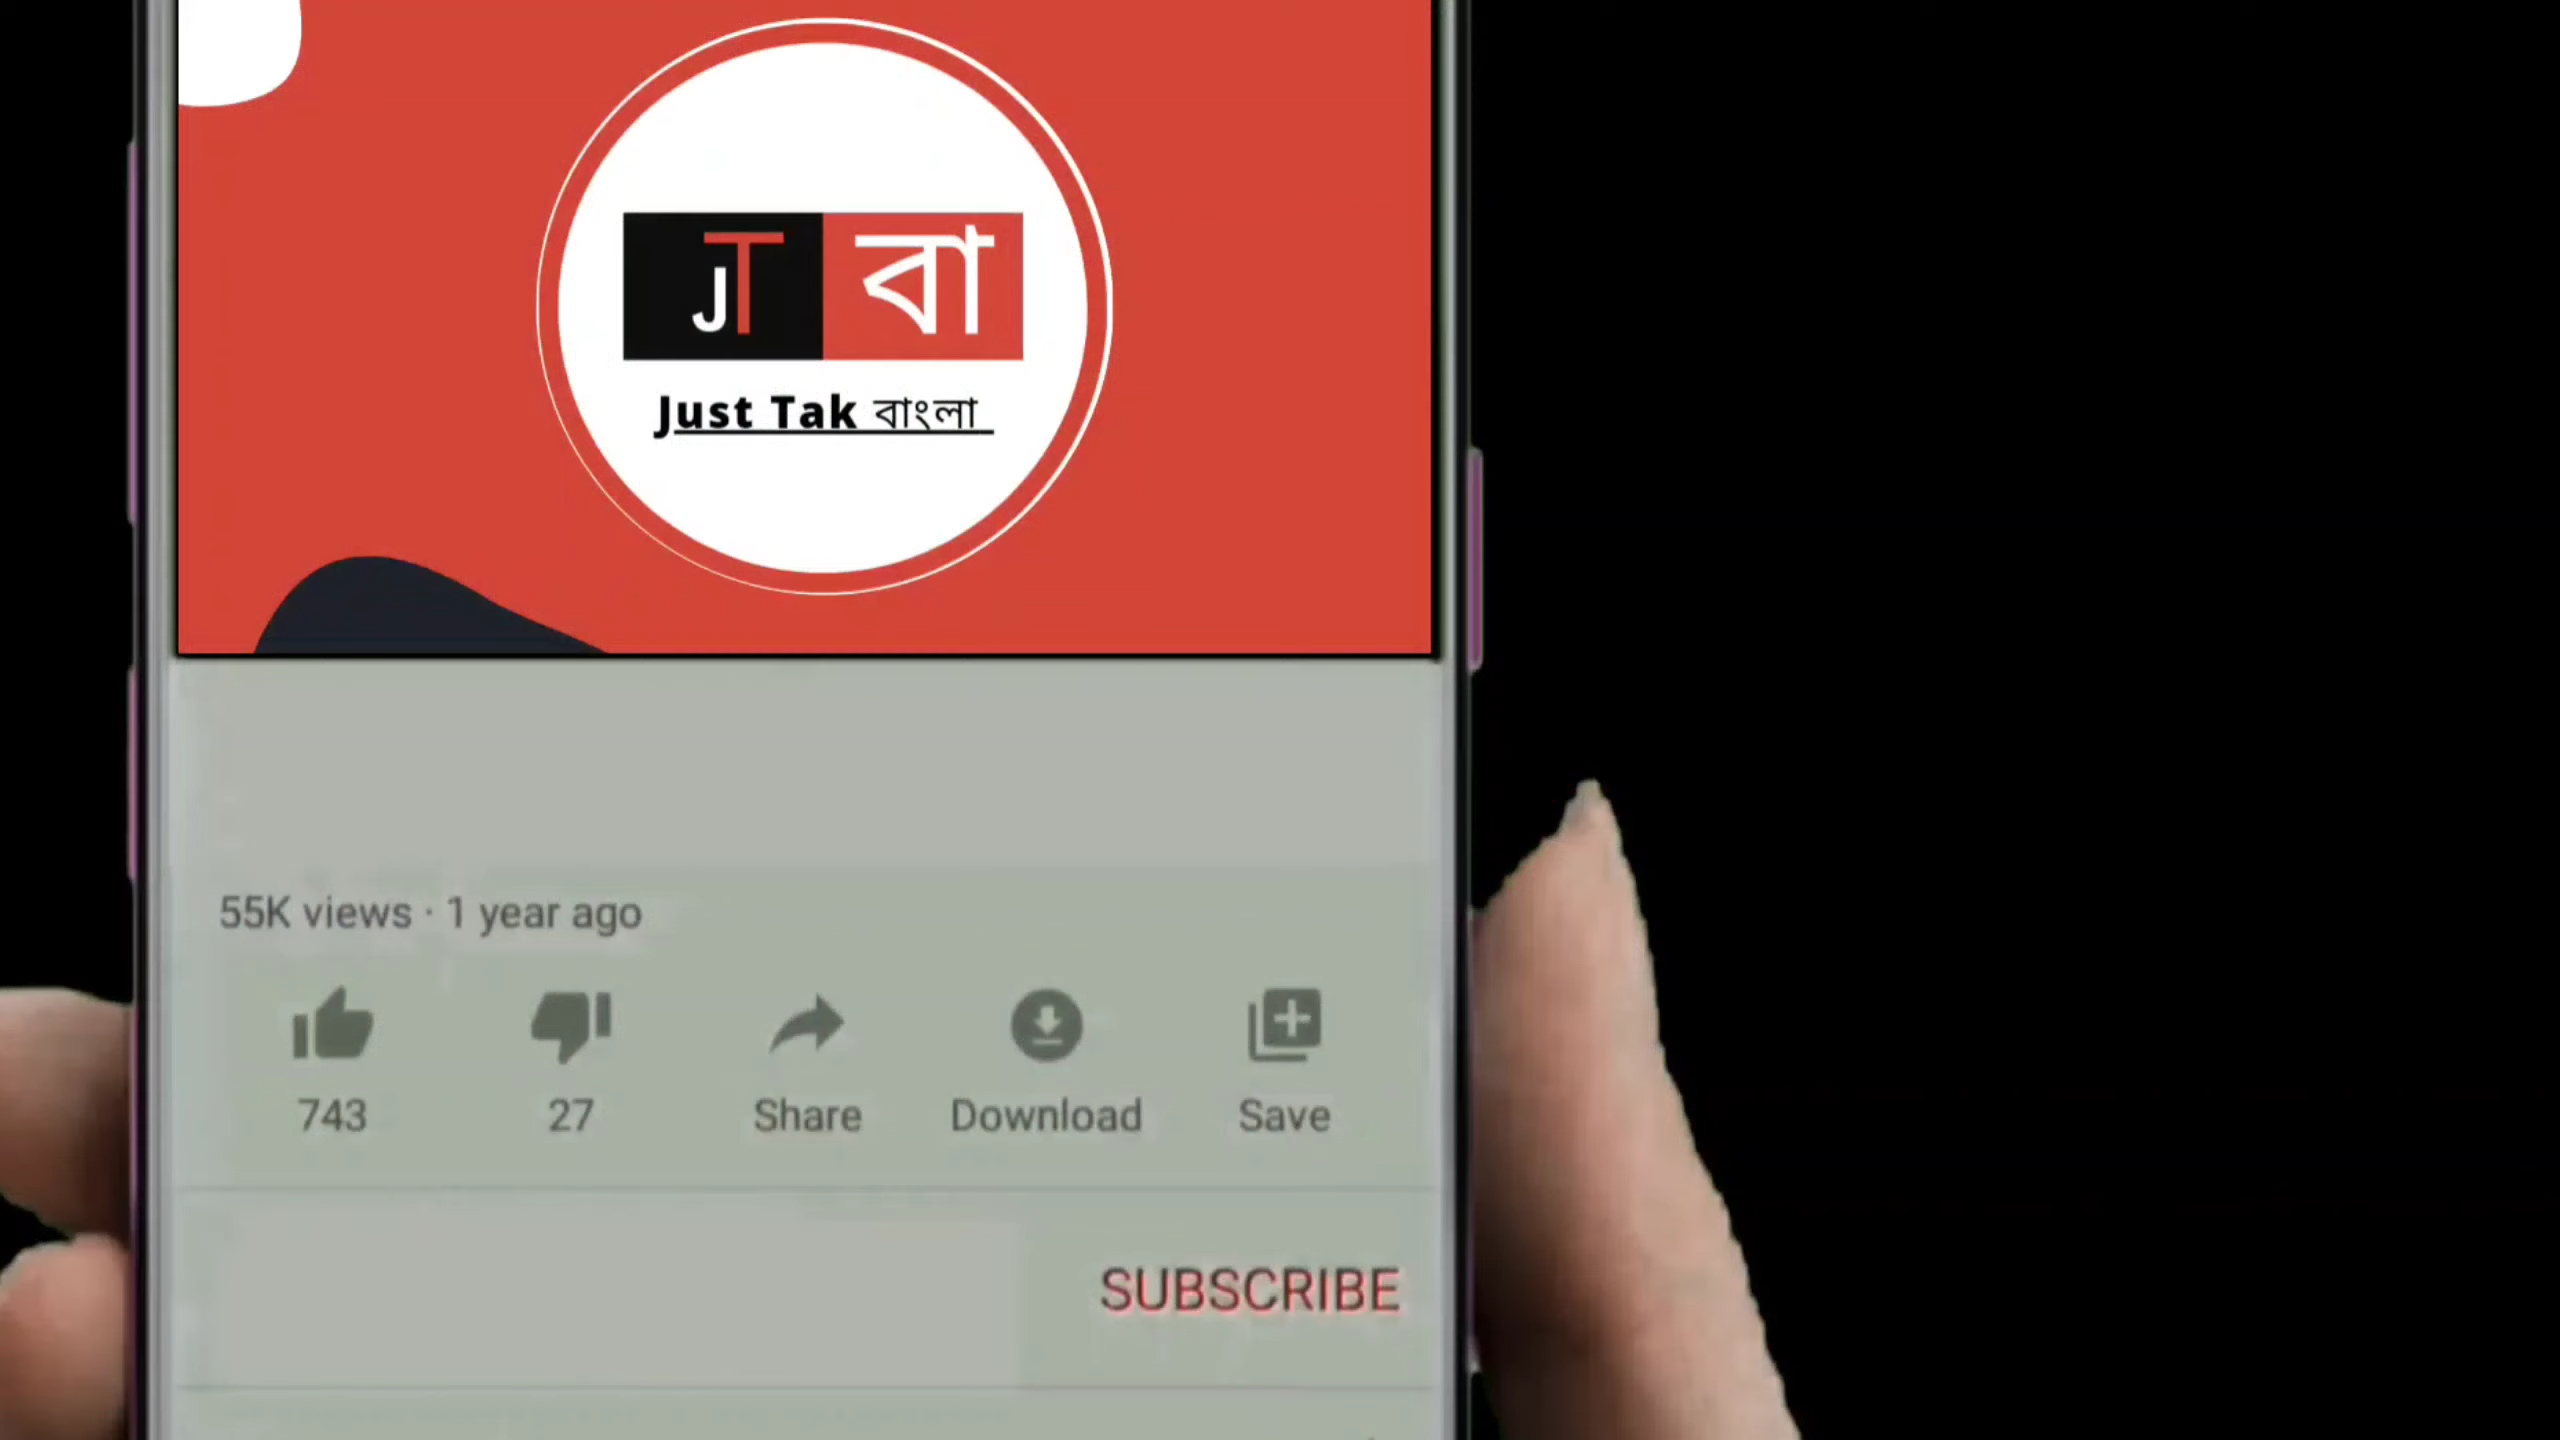 JT বা
Just Tak বাংলা
55K views · 1 year ago
743
27
Share
Download
Save
SUBSCRIBE